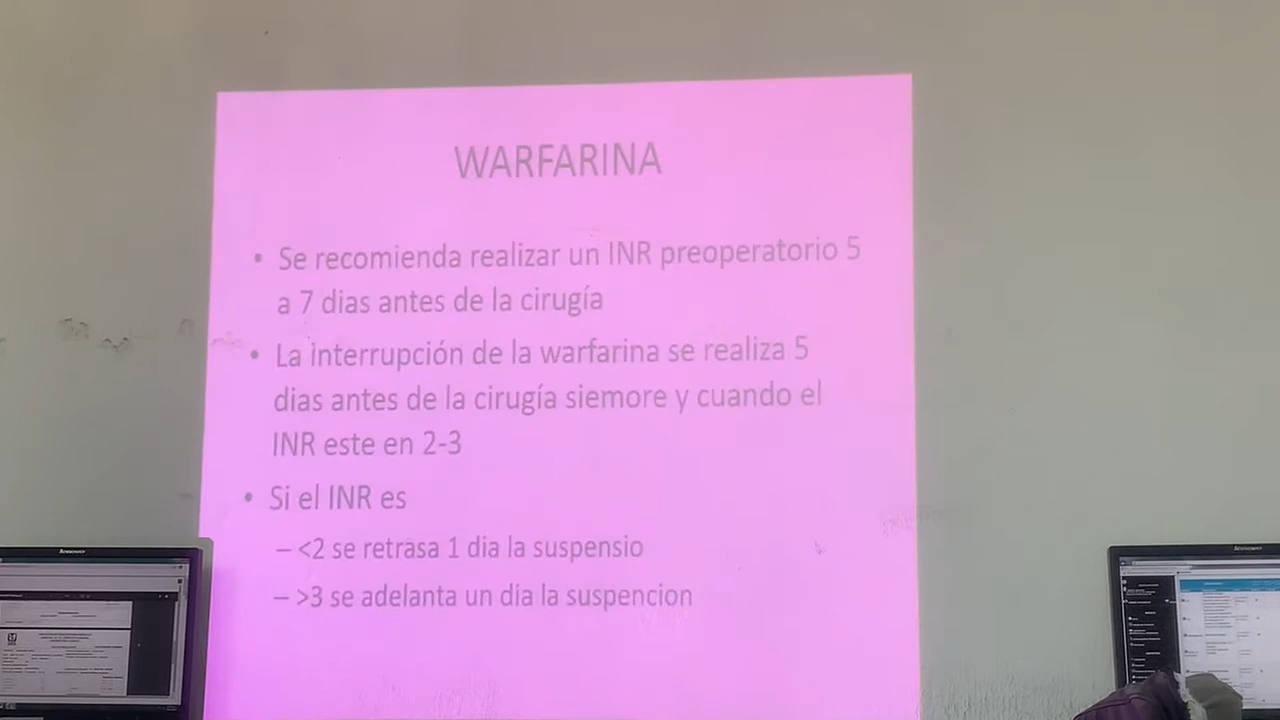 WARFARINA
• Se recomienda realizar un INR preoperatorio 5
a 7 dias antes de la cirugía
• La interrupción de la warfarina se realiza 5
dias antes de la cirugía siemore y cuando el
INR este en 2-3
• Si el INR es
– <2 se retrasa 1 dia la suspensio
– >3 se adelanta un día la suspencion
lenovo
lenovo